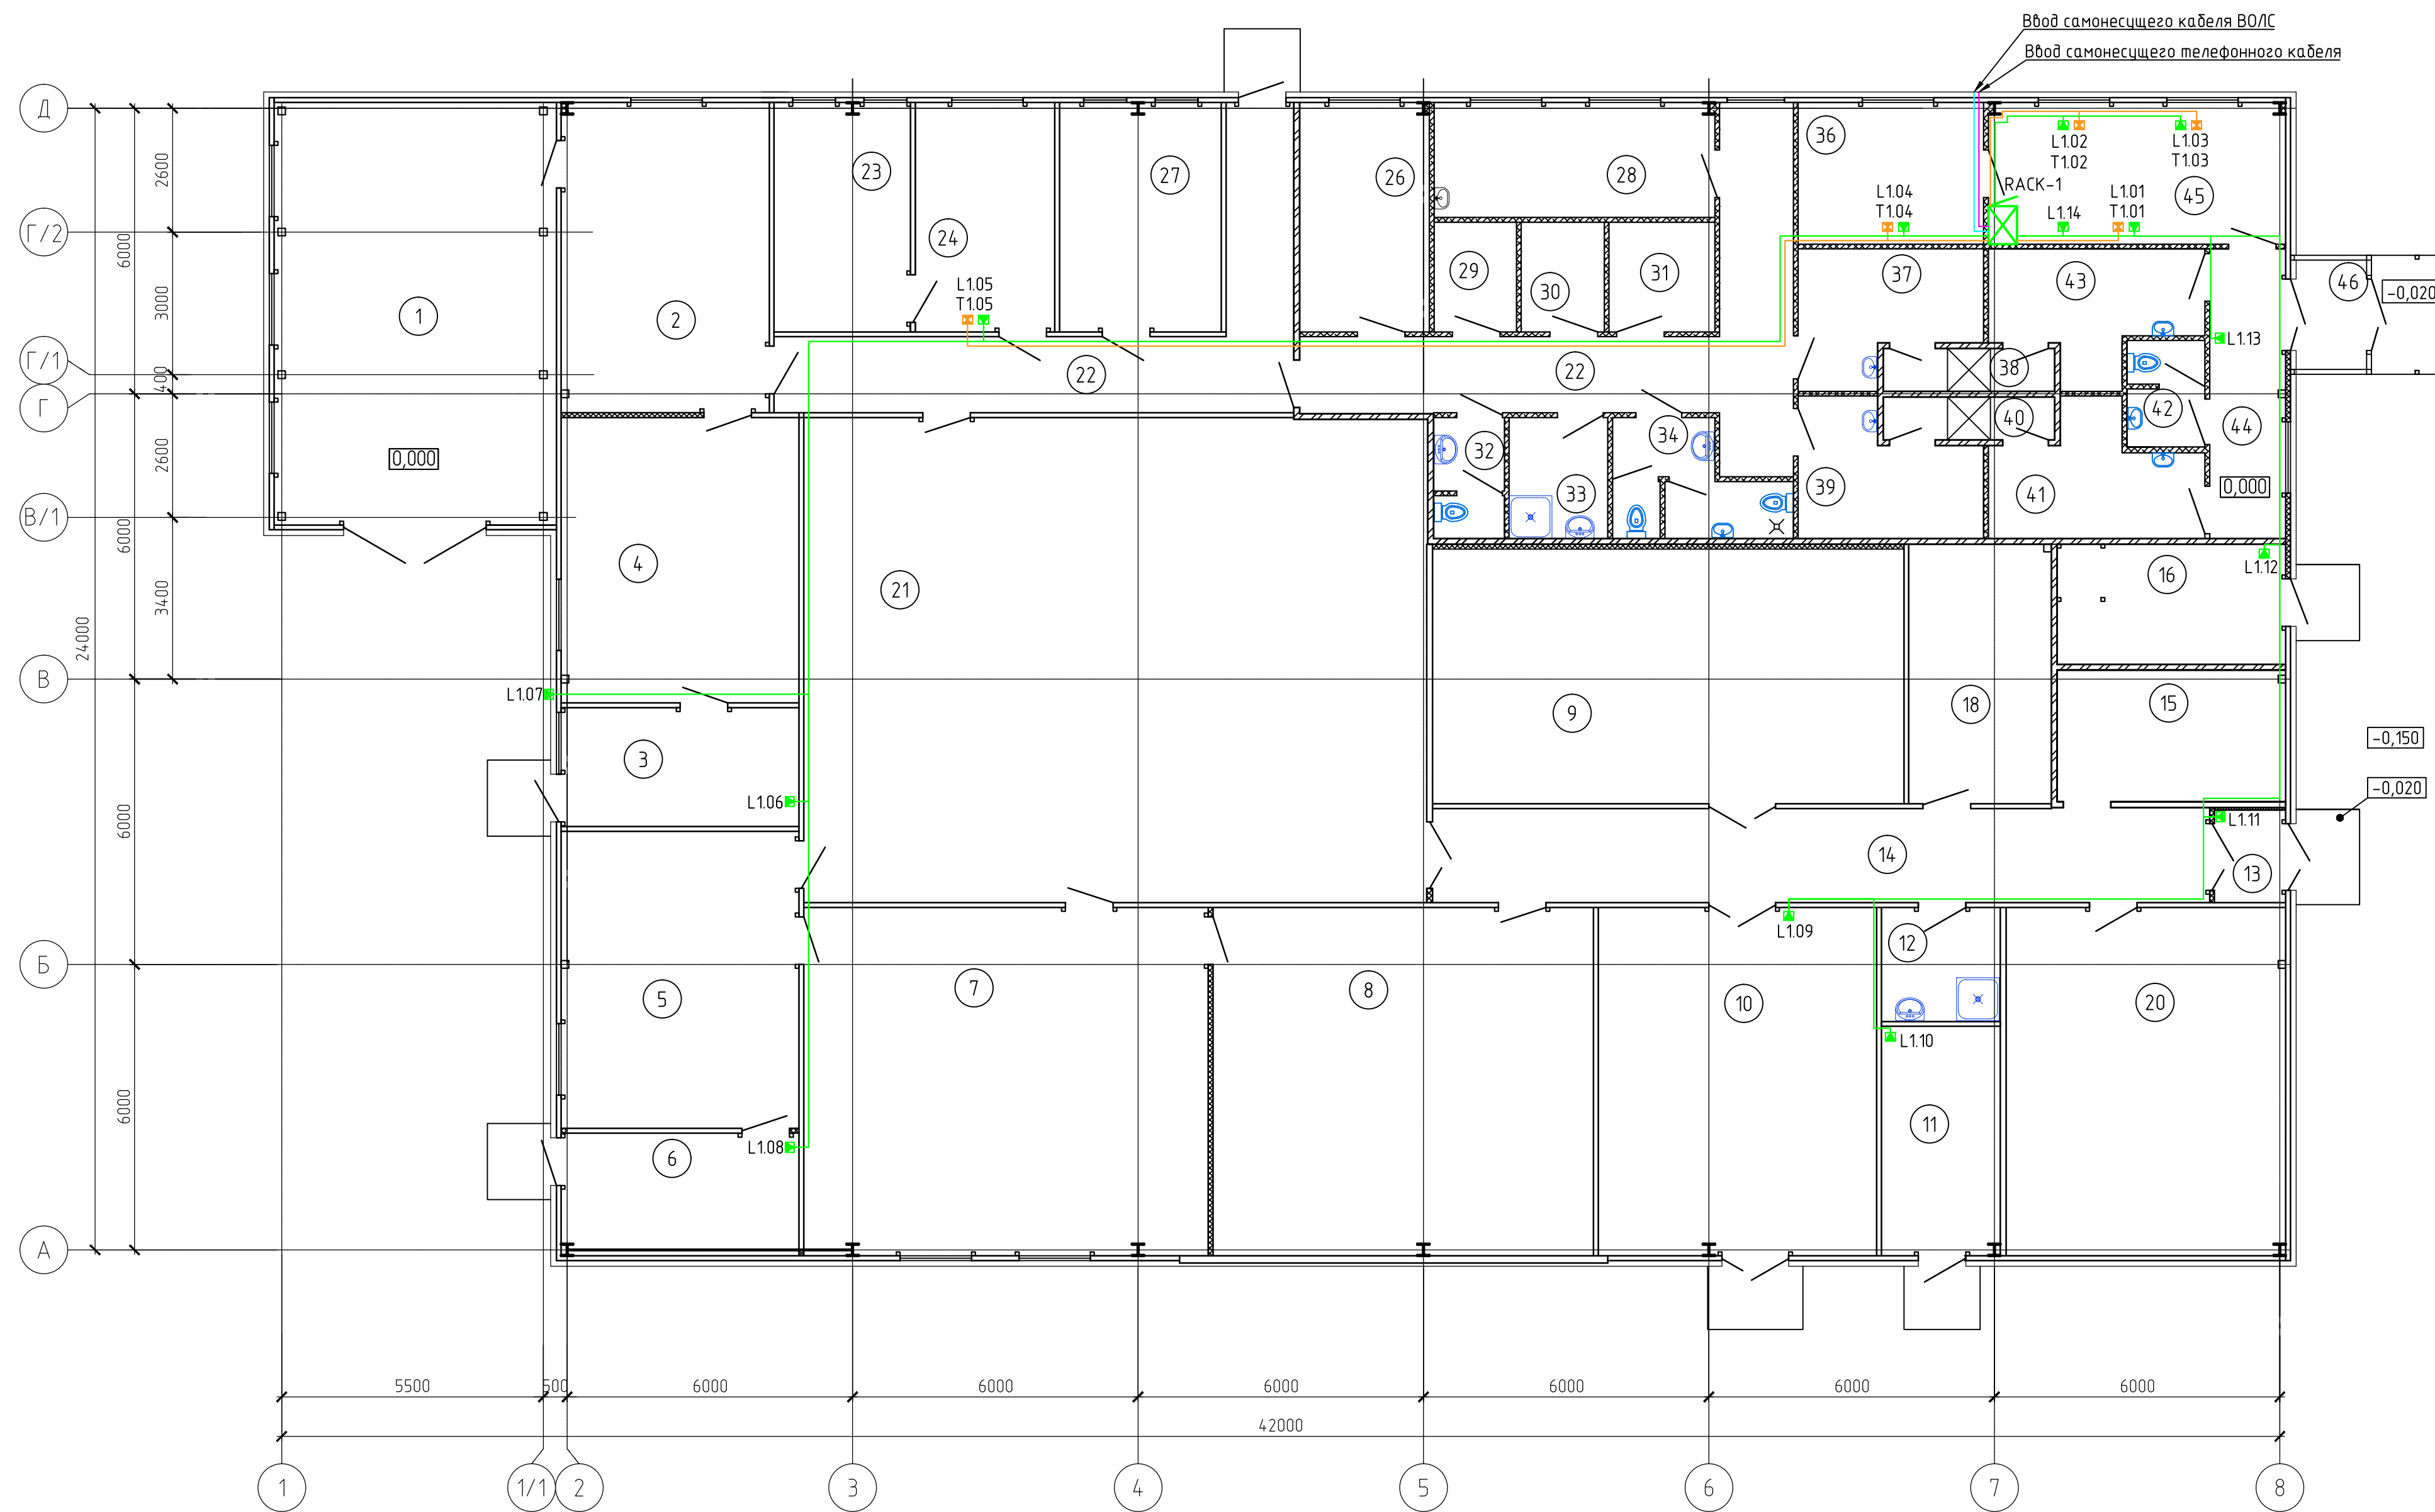 Ввод самонесущего кабеля ВОЛС
Ввод самонесущего телефонного кабеля
Д
Г/2
Г/1
Г
В/1
В
Б
А
2600
3000
400
2600
3400
6000
6000
6000
6000
24000
1
2
23
24
27
26
28
36
45
L1.02
T1.02
L1.03
T1.03
RACK-1
L1.04
T1.04
L1.14
L1.01
T1.01
L1.05
T1.05
29
30
31
37
43
46
-0,020
L1.13
22
22
38
40
42
44
0,000
32
33
34
39
41
0,000
4
21
16
L1.12
L1.07
9
18
15
-0,150
3
L1.06
-0,020
L1.11
14
13
L1.09
12
5
7
8
10
20
L1.10
11
6
L1.08
5500
500
6000
6000
6000
6000
6000
6000
42000
1
1/1
2
3
4
5
6
7
8